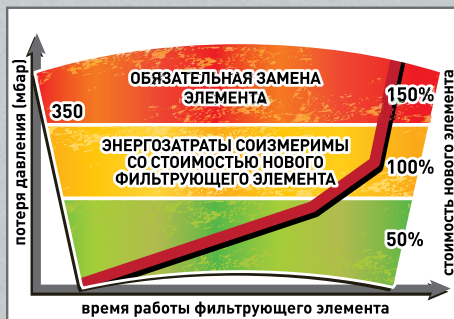 потеря давления (мбар)
350
ОБЯЗАТЕЛЬНАЯ ЗАМЕНА
ЭЛЕМЕНТА
150%
ЭНЕРГОЗАТРАТЫ СОИЗМЕРИМЫ
СО СТОИМОСТЬЮ НОВОГО
ФИЛЬТРУЮЩЕГО ЭЛЕМЕНТА
100%
50%
стоимость нового элемента
время работы фильтрующего элемента